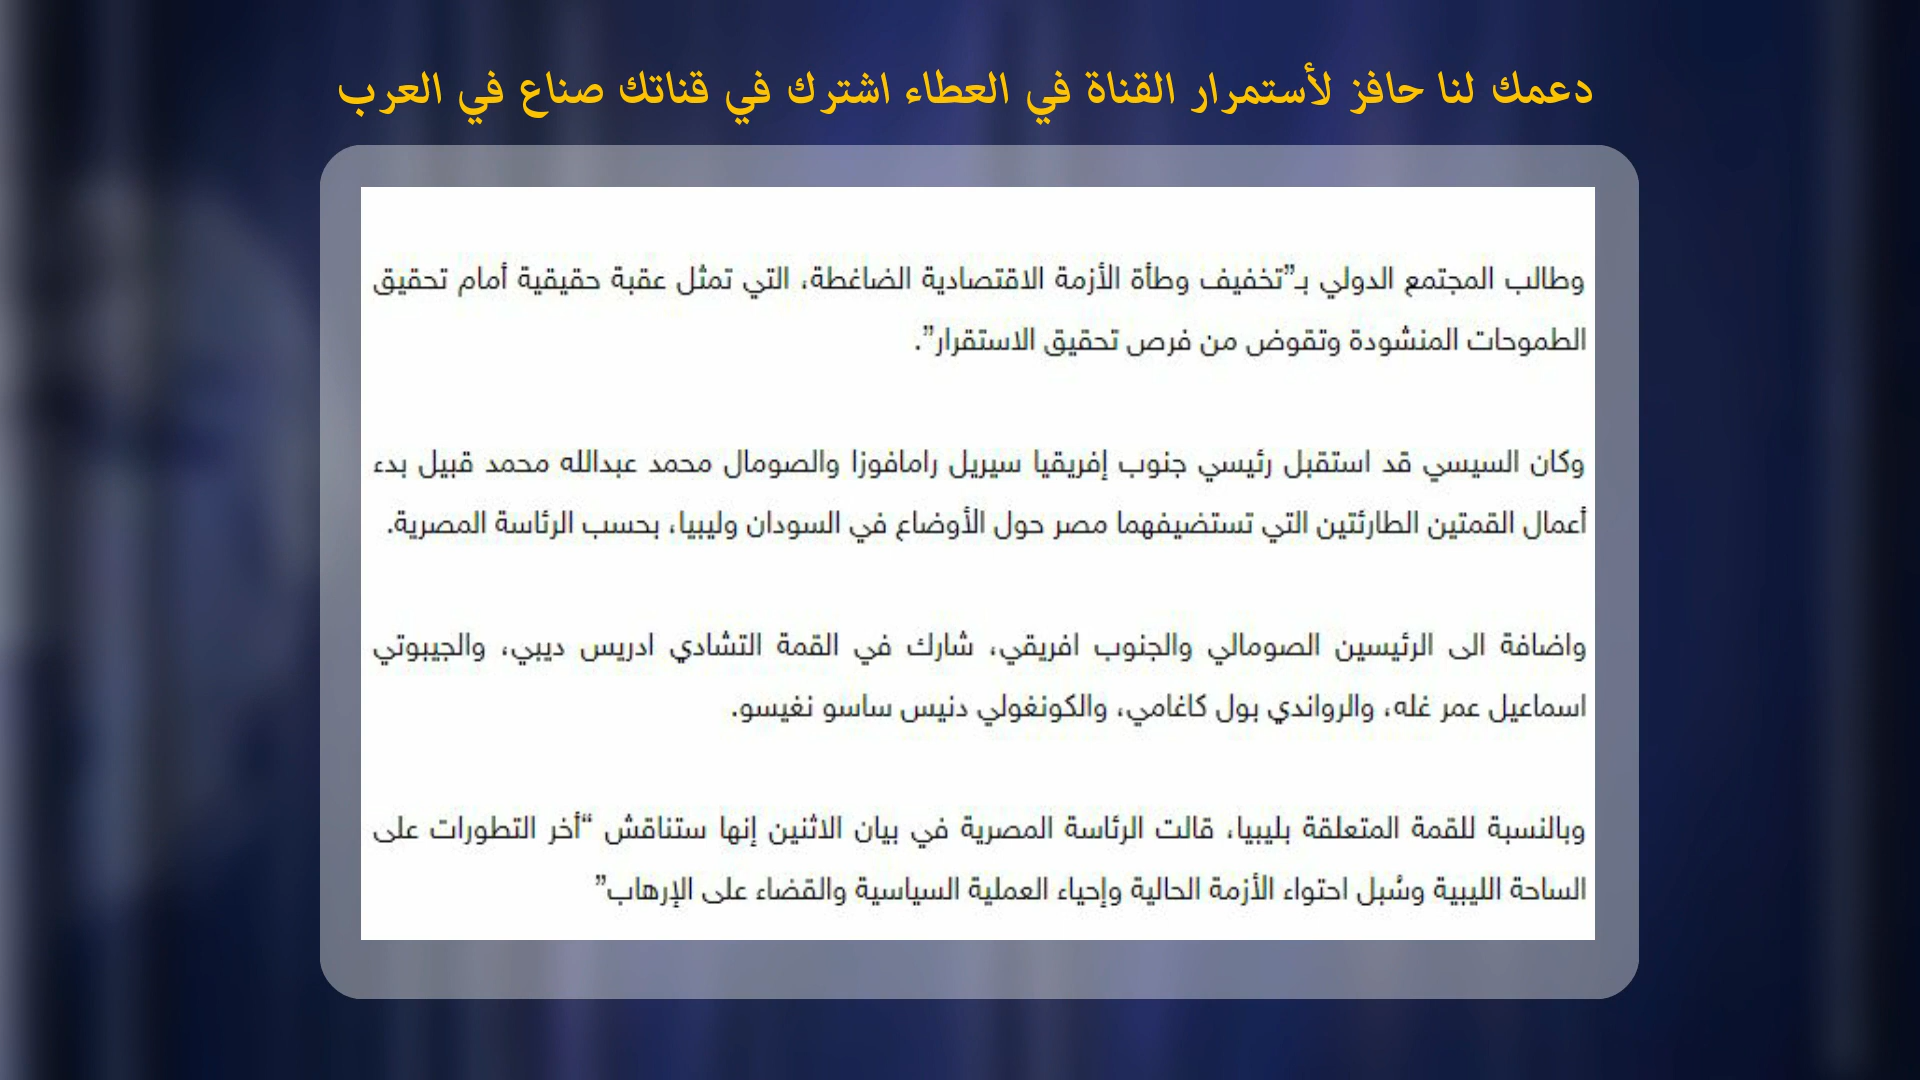 دعمك لنا حافز لأستمرار القناة في العطاء اشترك في قناتك صناع في العرب
وطالب المجتمع الدولي بـ”تخفيف وطأة الأزمة الاقتصادية الضاغطة، التي تمثل عقبة حقيقية أمام تحقيق
الطموحات المنشودة وتقوض من فرص تحقيق الاستقرار”.
وكان السيسي قد استقبل رئيسي جنوب إفريقيا سيريل رامافوزا والصومال محمد عبدالله محمد قبيل بدء
أعمال القمتين الطارئتين التي تستضيفهما مصر حول الأوضاع في السودان وليبيا، بحسب الرئاسة المصرية.
واضافة الى الرئيسين الصومالي والجنوب افريقي، شارك في القمة التشادي ادريس ديبي، والجيبوتي
اسماعيل عمر غله، والرواندي بول كاغامي، والكونغولي دنيس ساسو نغيسو.
وبالنسبة للقمة المتعلقة بليبيا، قالت الرئاسة المصرية في بيان الاثنين إنها ستناقش “أخر التطورات على
الساحة الليبية وسُبل احتواء الأزمة الحالية وإحياء العملية السياسية والقضاء على الإرهاب”